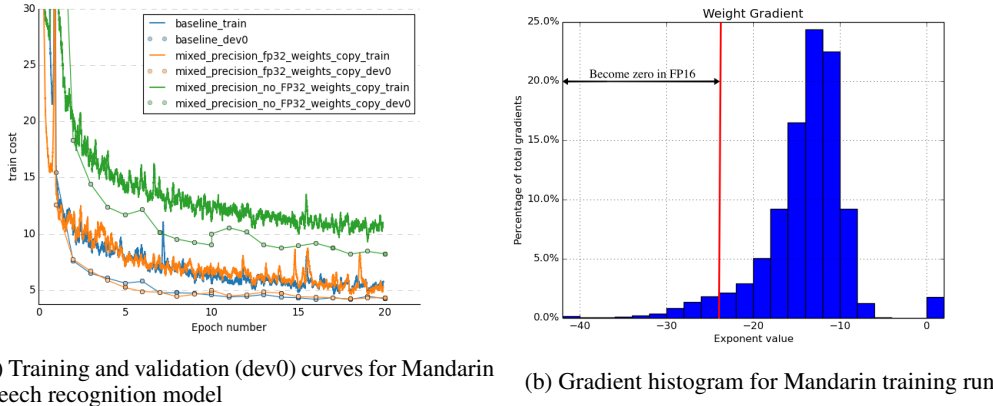 30
25
20
15
10
5
0
5
10
15
20
train cost
Epoch number
baseline_train
baseline_dev0
mixed_precision_fp32_weights_copy_train
mixed_precision_fp32_weights_copy_dev0
mixed_precision_no_FP32_weights_copy_train
mixed_precision_no_FP32_weights_copy_dev0
) Training and validation (dev0) curves for Mandarin
eech recognition model
Weight Gradient
25.0%
20.0%
15.0%
10.0%
5.0%
0.0%
Percentage of total gradients
Become zero in FP16
−40
−30
−20
−10
0
Exponent value
(b) Gradient histogram for Mandarin training run